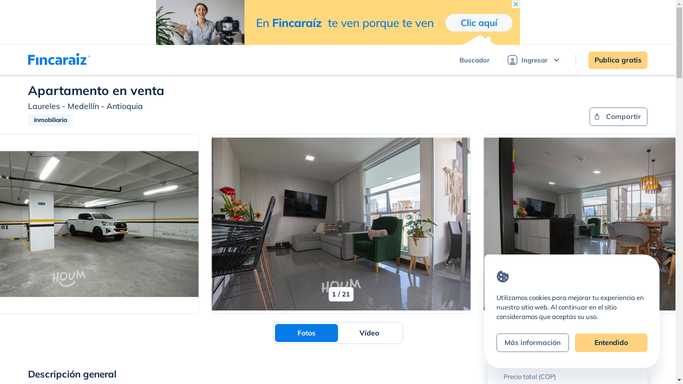 En Fincaraíz te ven porque te ven
Clic aquí
Fincaraíz
Buscador
Ingresar
Publica gratis
Apartamento en venta
Laureles - Medellín - Antioquia
Inmobiliaria
Compartir
HOUM
HOUM
1 / 21
Fotos
Vídeo
Utilizamos cookies para mejorar tu experiencia en
nuestro sitio web. Al continuar en el sitio
consideramos que aceptas su uso.
Más información
Entendido
Descripción general
Precio total (COP)